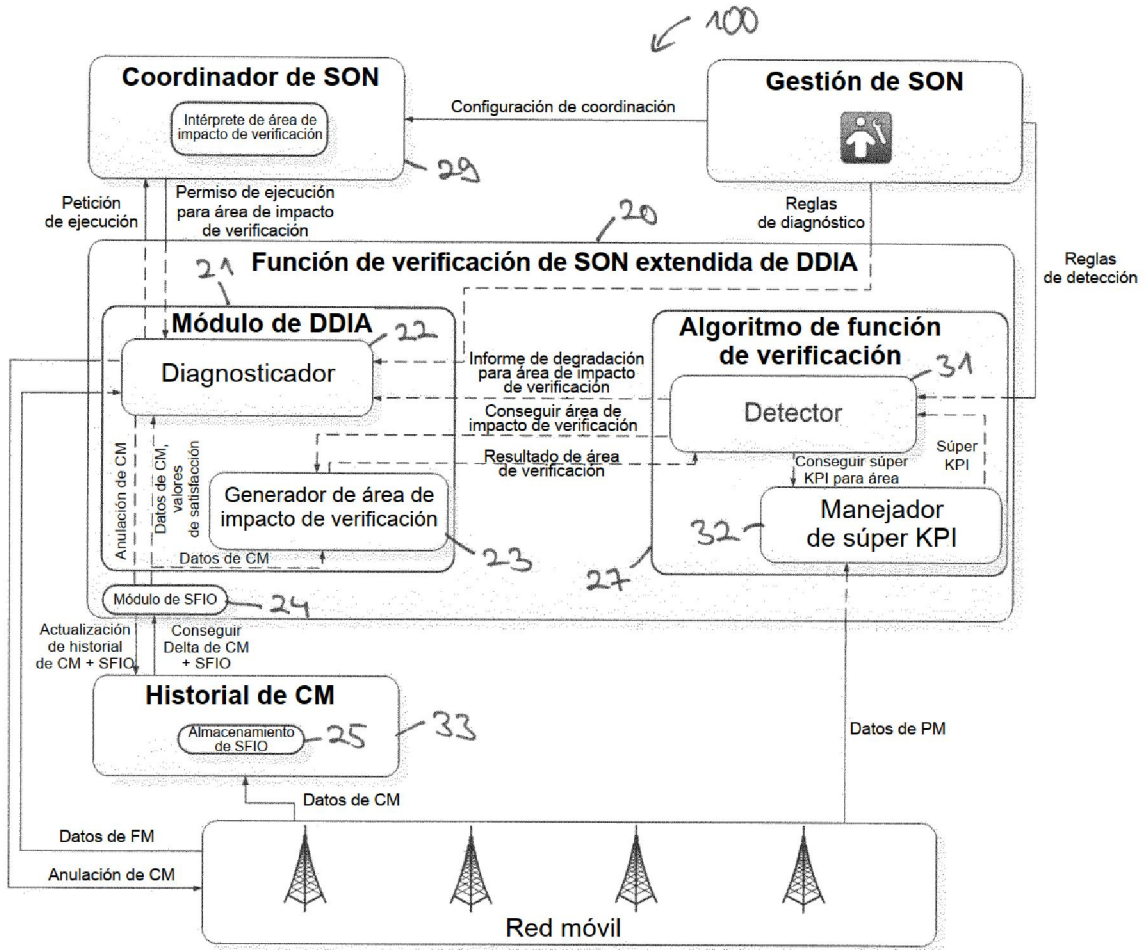 100
Coordinador de SON
Intérprete de área de
impacto de verificación
29
Configuración de coordinación
Gestión de SON
Petición
de ejecución
Permiso de ejecución
para área de impacto
de verificación
Reglas
de diagnóstico
Reglas
de detección
20
Función de verificación de SON extendida de DDIA
21
Módulo de DDIA
22
Diagnosticador
Informe de degradación
para área de impacto
de verificación
Conseguir área de
impacto de verificación
Resultado de área
de verificación
Algoritmo de función
de verificación
31
Detector
Conseguir súper
KPI para área
Súper
KPI
Manejador
de súper KPI
32
27
Anulación de CM
Datos de CM,
valores
de satisfacción
Generador de área de
impacto de verificación
23
Datos de CM
Módulo de SFIO
24
Actualización
de historial
de CM + SFIO
Conseguir
Delta de CM
+ SFIO
Historial de CM
Almacenamiento
de SFIO
25
33
Datos de PM
Datos de CM
Datos de FM
Anulación de CM
Red móvil